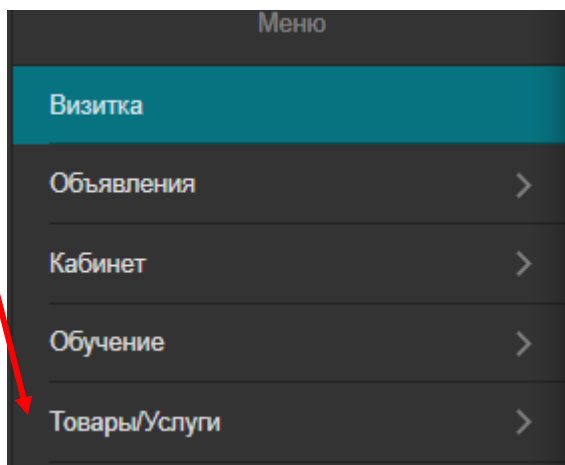 Меню
Визитка
Объявления
Кабинет
Обучение
Товары/Услуги